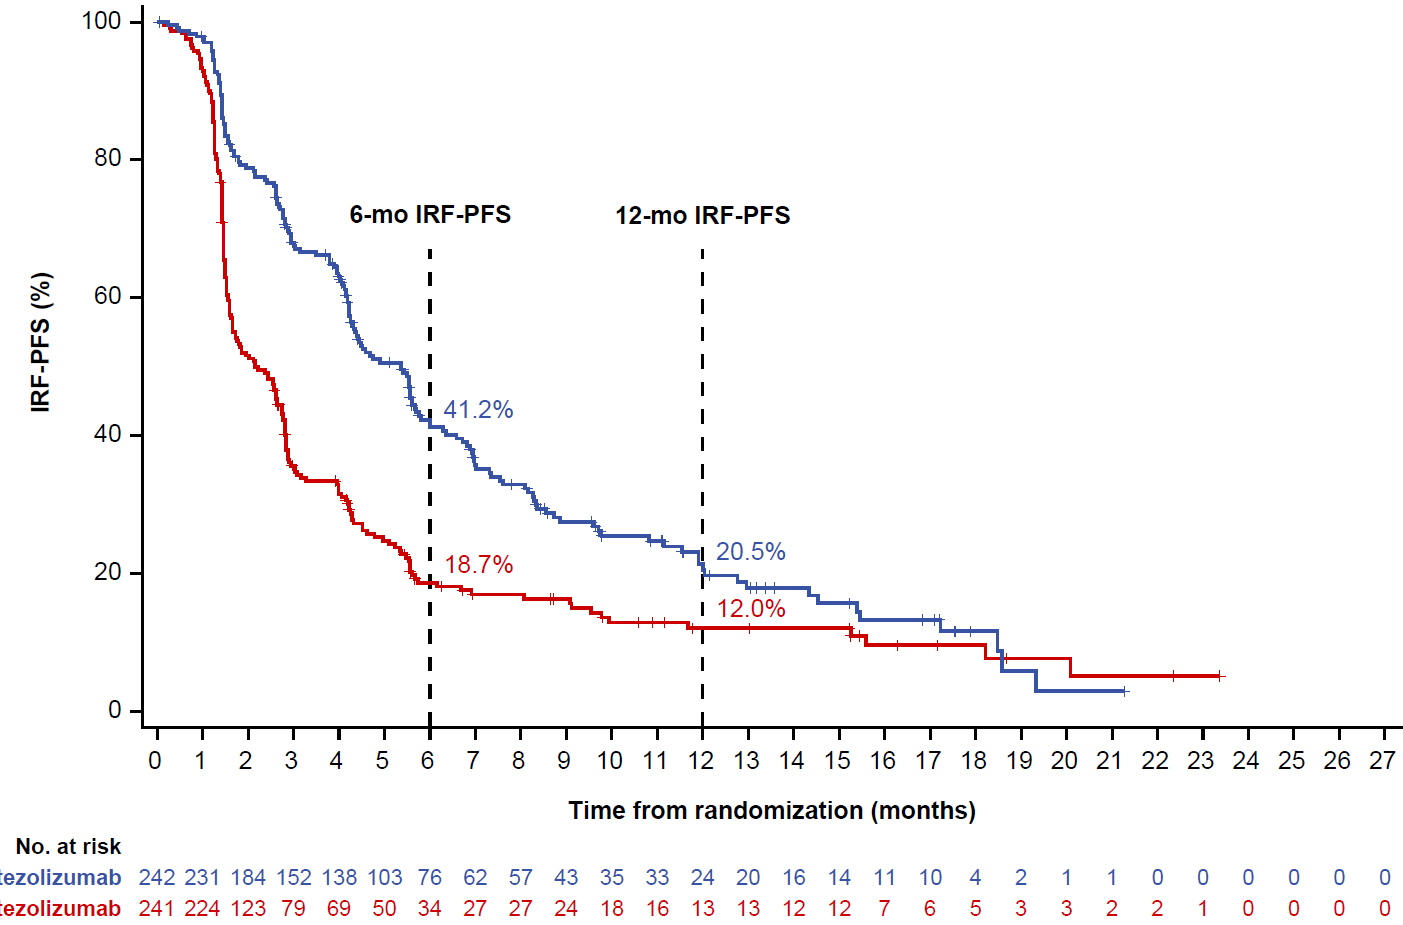 100
80
60
40
20
0
IRF-PFS (%)
6-mo IRF-PFS
12-mo IRF-PFS
41.2%
18.7%
20.5%
12.0%
0 1 2 3 4 5 6 7 8 9 10 11 12 13 14 15 16 17 18 19 20 21 22 23 24 25 26 27
Time from randomization (months)
No. at risk
tezolizumab 242 231 184 152 138 103 76 62 57 43 35 33 24 20 16 14 11 10 4 2 1 1 0 0 0 0 0 0
tezolizumab 241 224 123 79 69 50 34 27 27 24 18 16 13 13 12 12 7 6 5 3 3 2 2 1 0 0 0 0